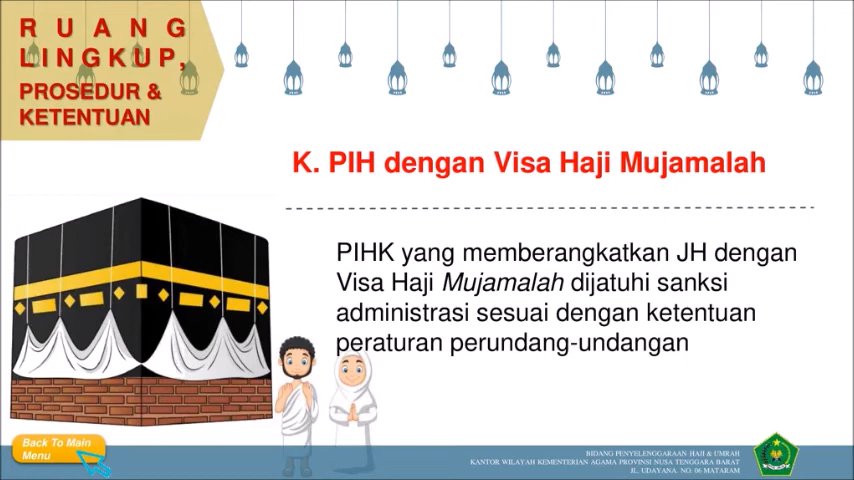 RUANG
LINGKUP,
PROSEDUR &
KETENTUAN
K. PIH dengan Visa Haji Mujamalah
PIHK yang memberangkatkan JH dengan
Visa Haji Mujamalah dijatuhi sanksi
administrasi sesuai dengan ketentuan
peraturan perundang-undangan
Back To Main
Menu
BIDANG PENYELENGGARAAN HAJI & UMRAH
KANTOR WILAYAH KEMENTERIAN AGAMA PROVINSI NUSA TENGGARA BARAT
JL. UDAYANA NO. 06 MATARAM